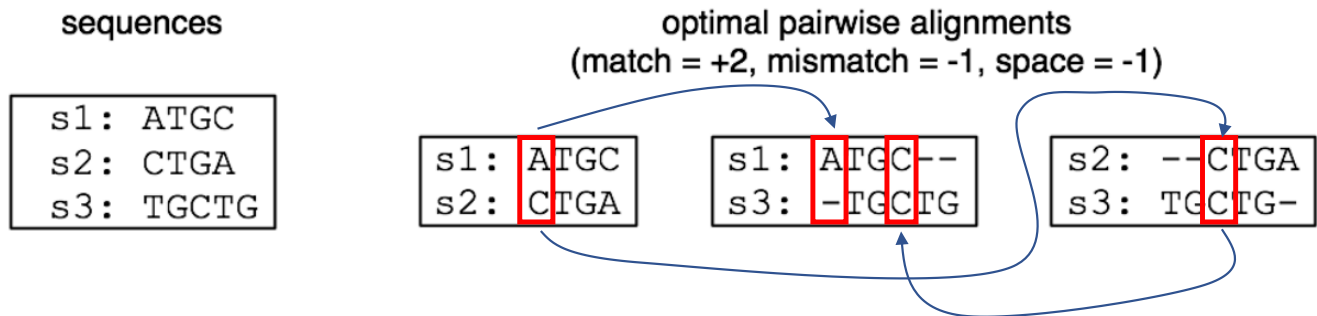 sequences
s1: ATGC
s2: CTGA
s3: TGCTG
optimal pairwise alignments
(match = +2, mismatch = -1, space = -1)
s1: ATGC
s2: CTGA
s1: ATGC--
s3: -TGCTG
s2: --CTGA
s3: TGCTG-